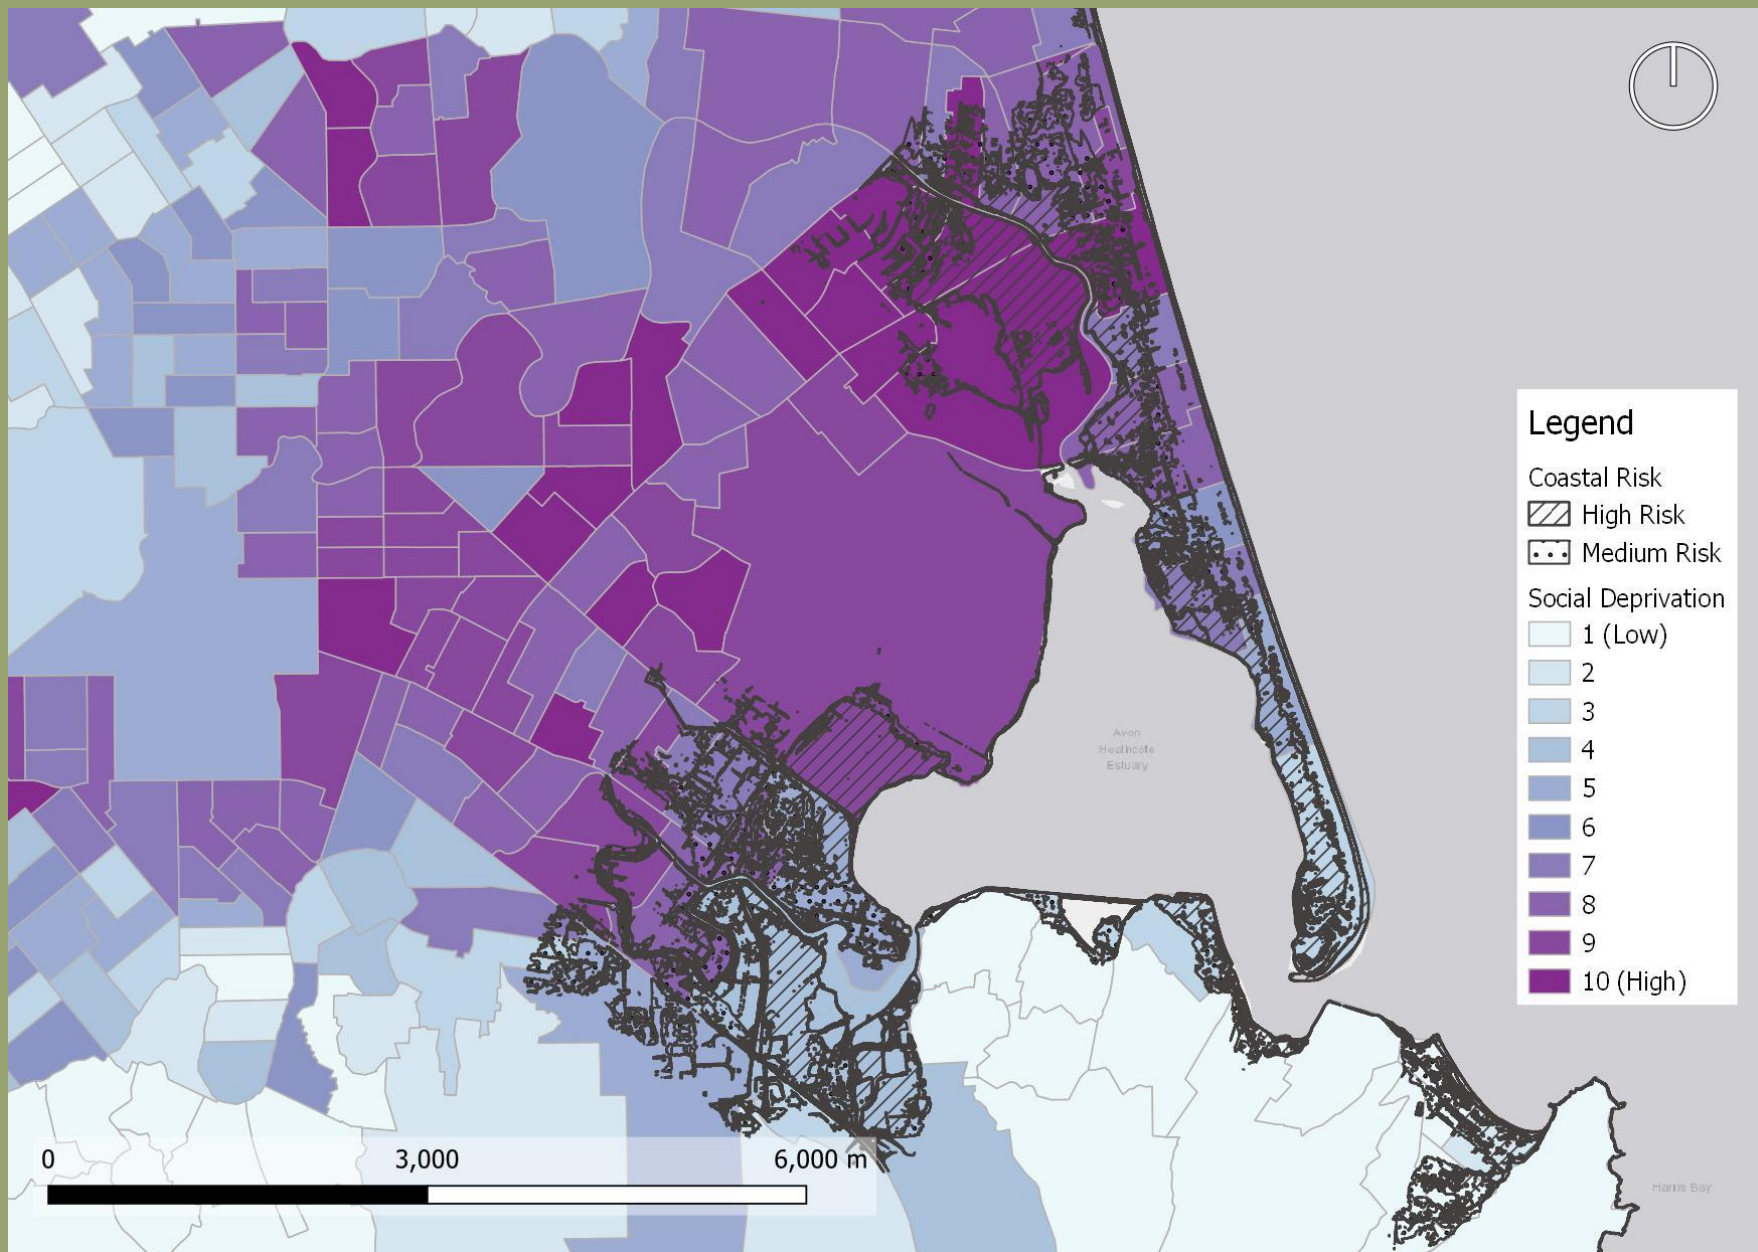 Legend
Coastal Risk
High Risk
Medium Risk
Social Deprivation
1 (Low)
2
3
4
5
6
7
8
9
10 (High)
Avon
Heathcote
Estuary
0 3,000 6,000 m
Harris Bay